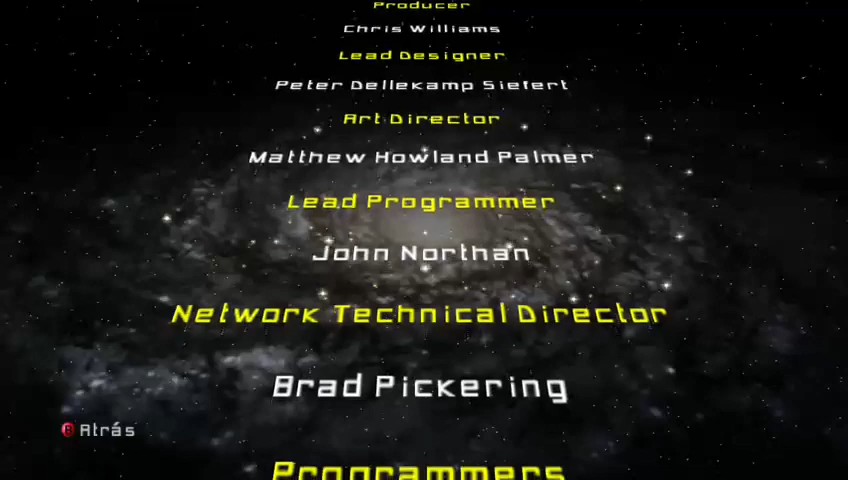 Producer
Chris Williams
Lead Designer
Peter Dellekamp Siefert
Art Director
Matthew Howland Palmer
Lead Programmer
John Northan
Network Technical Director
Brad Pickering
B Atrás
Programmers